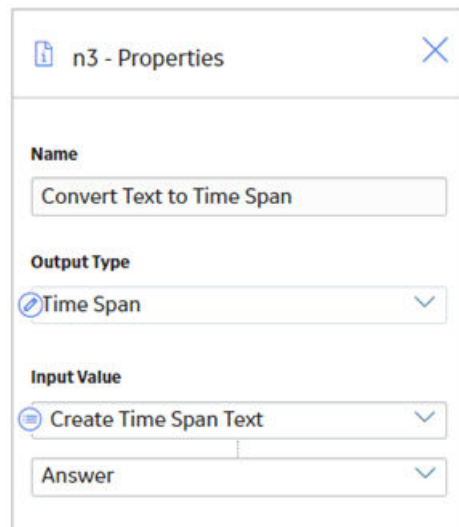 n3 - Properties
Name
Convert Text to Time Span
Output Type
Time Span
Input Value
Create Time Span Text
Answer